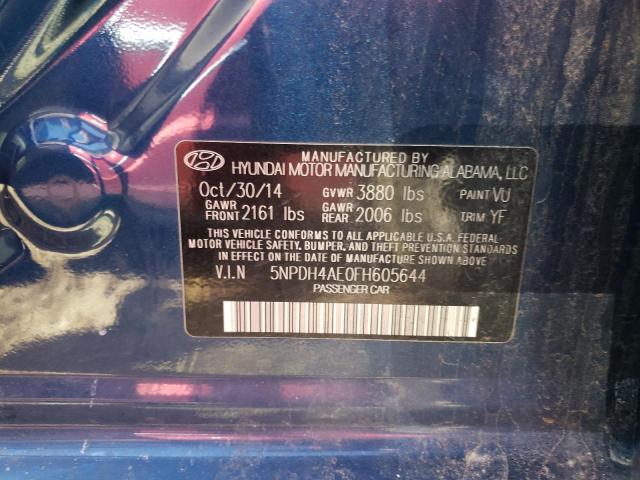 MANUFACTURED BY
HYUNDAI MOTOR MANUFACTURING ALABAMA, LLC
Oct/30/14 GVWR 3880 lbs PAINT VU
GAWR FRONT 2161 lbs GAWR REAR 2006 lbs TRIM YF
THIS VEHICLE CONFORMS TO ALL APPLICABLE U.S.A. FEDERAL
MOTOR VEHICLE SAFETY, BUMPER, AND THEFT PREVENTION STANDARDS
IN EFFECT ON THE DATE OF MANUFACTURE SHOWN ABOVE
V.I.N 5NPDH4AE0FH605644
PASSENGER CAR